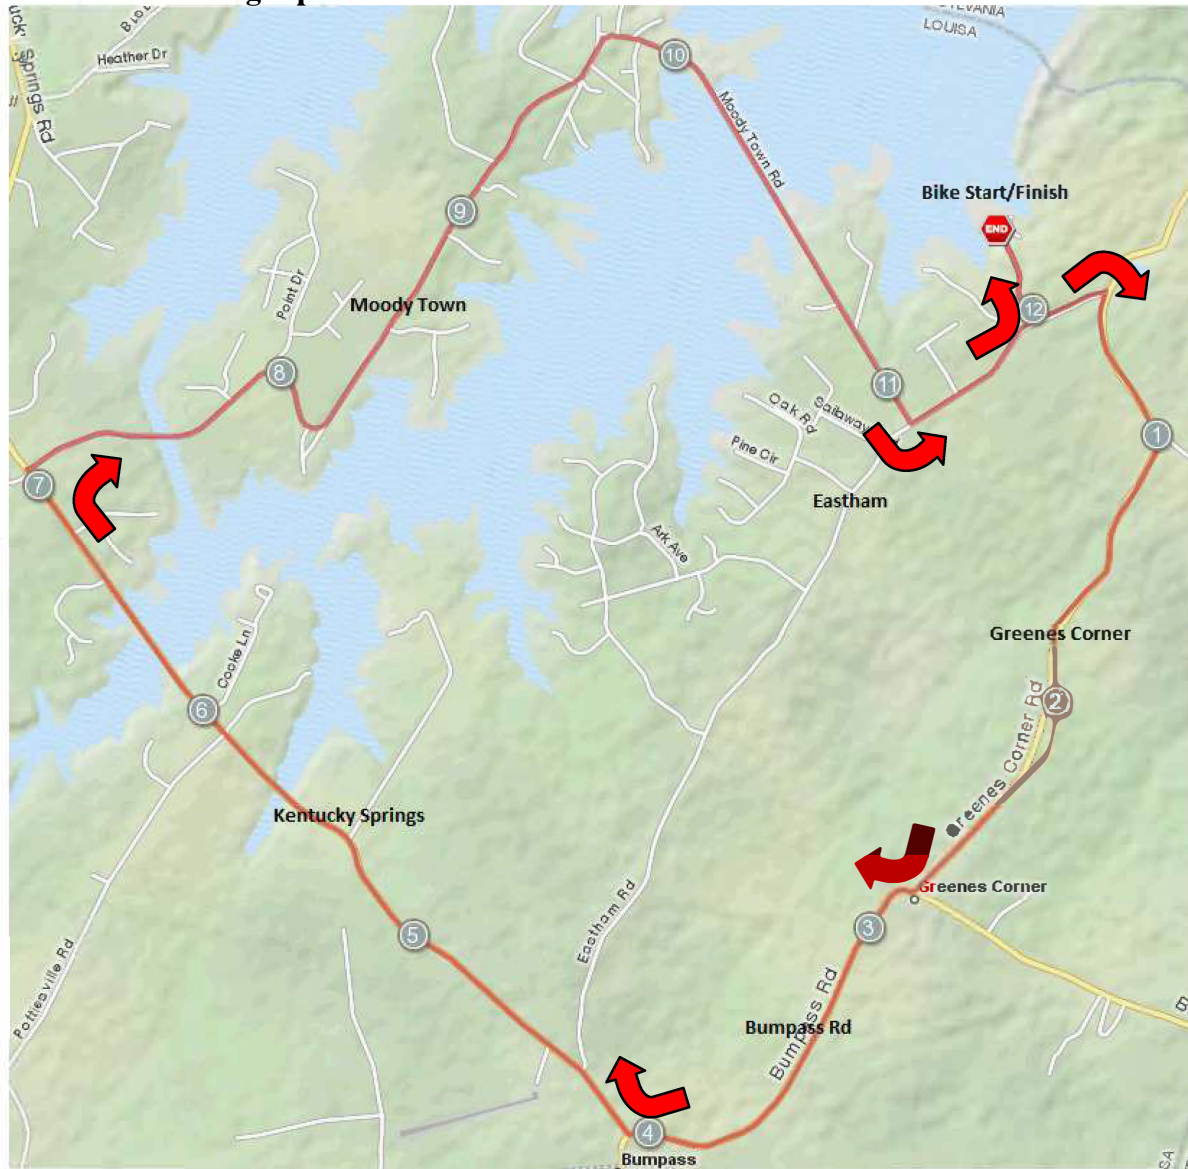 LOUISA
Heather Dr
Springs Rd
10
Moody Town Rd
Bike Start/Finish
END
9
Point Dr
Moody Town
12
8
11
Oak Rd
Sailaway
1
Pine Cir
7
Eastham
Ark Ave
Cooke Ln
Greenes Corner
6
2
Greenes Corner Rd
Kentucky Springs
Greenes Corner
3
5
Eastham Rd
Pottiesville Rd
Bumpass Rd
Bumpass Rd
4
Bumpass